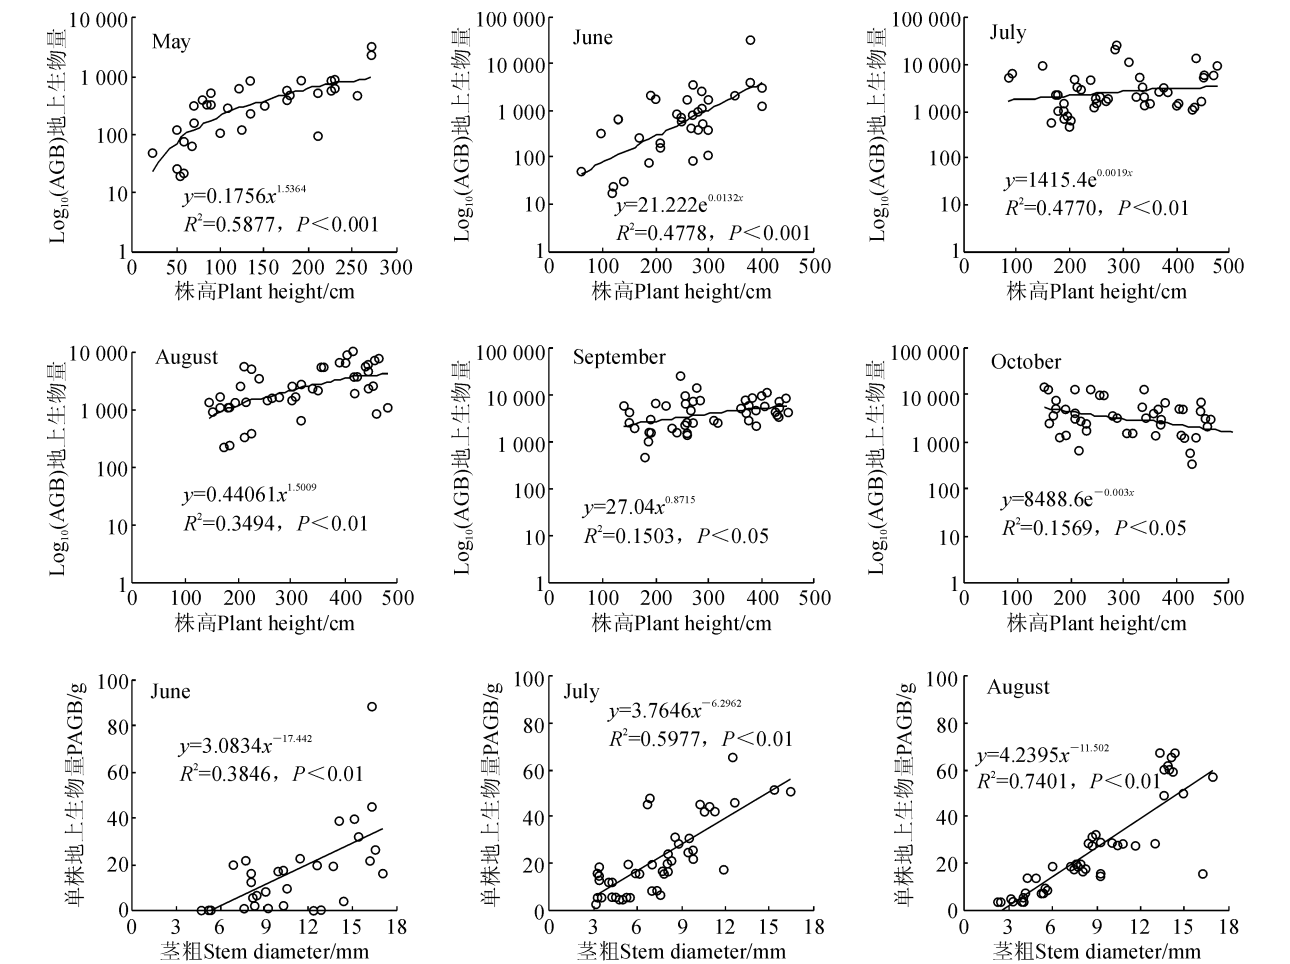 Log₁₀(AGB)地上生物量
10 000
1 000
100
10
1
May
y=0.1756x^1.5364
R²=0.5877，P＜0.001
0 50 100 150 200 250 300
株高Plant height/cm
Log₁₀(AGB)地上生物量
100 000
10 000
1 000
100
10
1
June
y=21.222e^0.0132x
R²=0.4778，P＜0.001
0 100 200 300 400 500
株高Plant height/cm
Log₁₀(AGB)地上生物量
100 000
10 000
1 000
100
10
1
July
y=1415.4e^0.0019x
R²=0.4770，P＜0.01
0 100 200 300 400 500
株高Plant height/cm
Log₁₀(AGB)地上生物量
10 000
1 000
100
10
1
August
y=0.44061x^1.5009
R²=0.3494，P＜0.01
0 100 200 300 400 500
株高Plant height/cm
Log₁₀(AGB)地上生物量
100 000
10 000
1 000
100
10
1
September
y=27.04x^0.8715
R²=0.1503，P＜0.05
0 100 200 300 400 500
株高Plant height/cm
Log₁₀(AGB)地上生物量
100 000
10 000
1 000
100
10
1
October
y=8488.6e^−0.003x
R²=0.1569，P＜0.05
0 100 200 300 400 500
株高Plant height/cm
单株地上生物量PAGB/g
100
80
60
40
20
0
June
y=3.0834x^−17.442
R²=0.3846，P＜0.01
0 3 6 9 12 15 18
茎粗Stem diameter/mm
单株地上生物量PAGB/g
100
80
60
40
20
0
July
y=3.7646x^−6.2962
R²=0.5977，P＜0.01
0 3 6 9 12 15 18
茎粗Stem diameter/mm
单株地上生物量PAGB/g
100
80
60
40
20
0
August
y=4.2395x^−11.502
R²=0.7401，P＜0.01
0 3 6 9 12 15 18
茎粗Stem diameter/mm